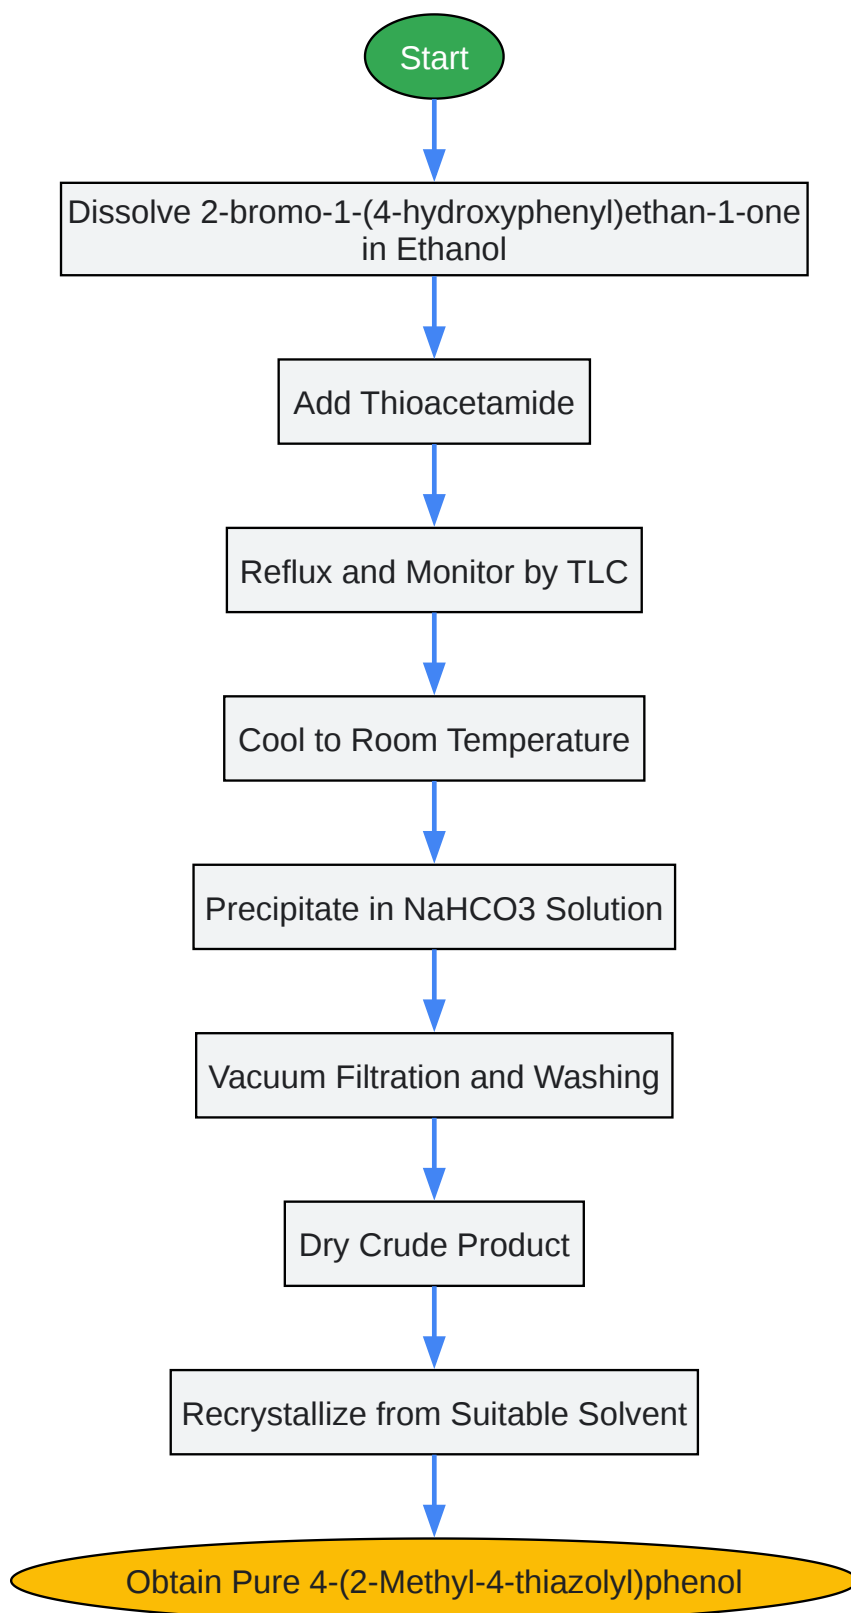 Start
Dissolve 2-bromo-1-(4-hydroxyphenyl)ethan-1-one
in Ethanol
Add Thioacetamide
Reflux and Monitor by TLC
Cool to Room Temperature
Precipitate in NaHCO3 Solution
Vacuum Filtration and Washing
Dry Crude Product
Recrystallize from Suitable Solvent
Obtain Pure 4-(2-Methyl-4-thiazolyl)phenol